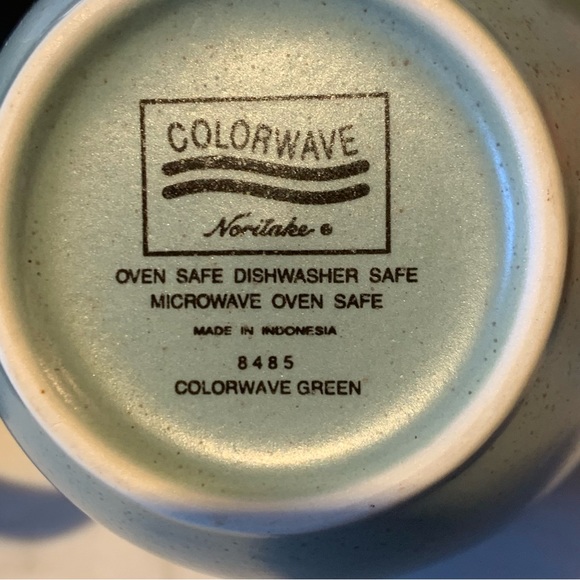 COLORWAVE
Noritake
OVEN SAFE DISHWASHER SAFE
MICROWAVE OVEN SAFE
MADE IN INDONESIA
8485
COLORWAVE GREEN